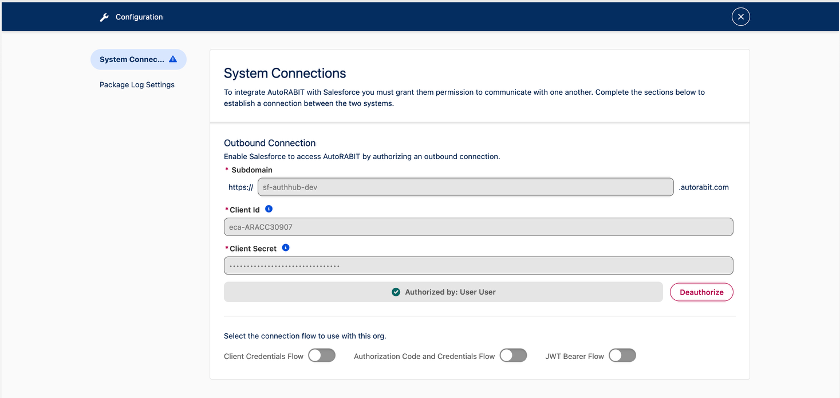 Configuration
System Connec...
Package Log Settings
System Connections
To integrate AutoRABIT with Salesforce you must grant them permission to communicate with one another. Complete the sections below to
establish a connection between the two systems.
Outbound Connection
Enable Salesforce to access AutoRABIT by authorizing an outbound connection.
* Subdomain
https:// sf-authhub-dev .autorabit.com
* Client Id
eca-ARACC30907
* Client Secret
Authorized by: User User
Deauthorize
Select the connection flow to use with this org.
Client Credentials Flow Authorization Code and Credentials Flow JWT Bearer Flow